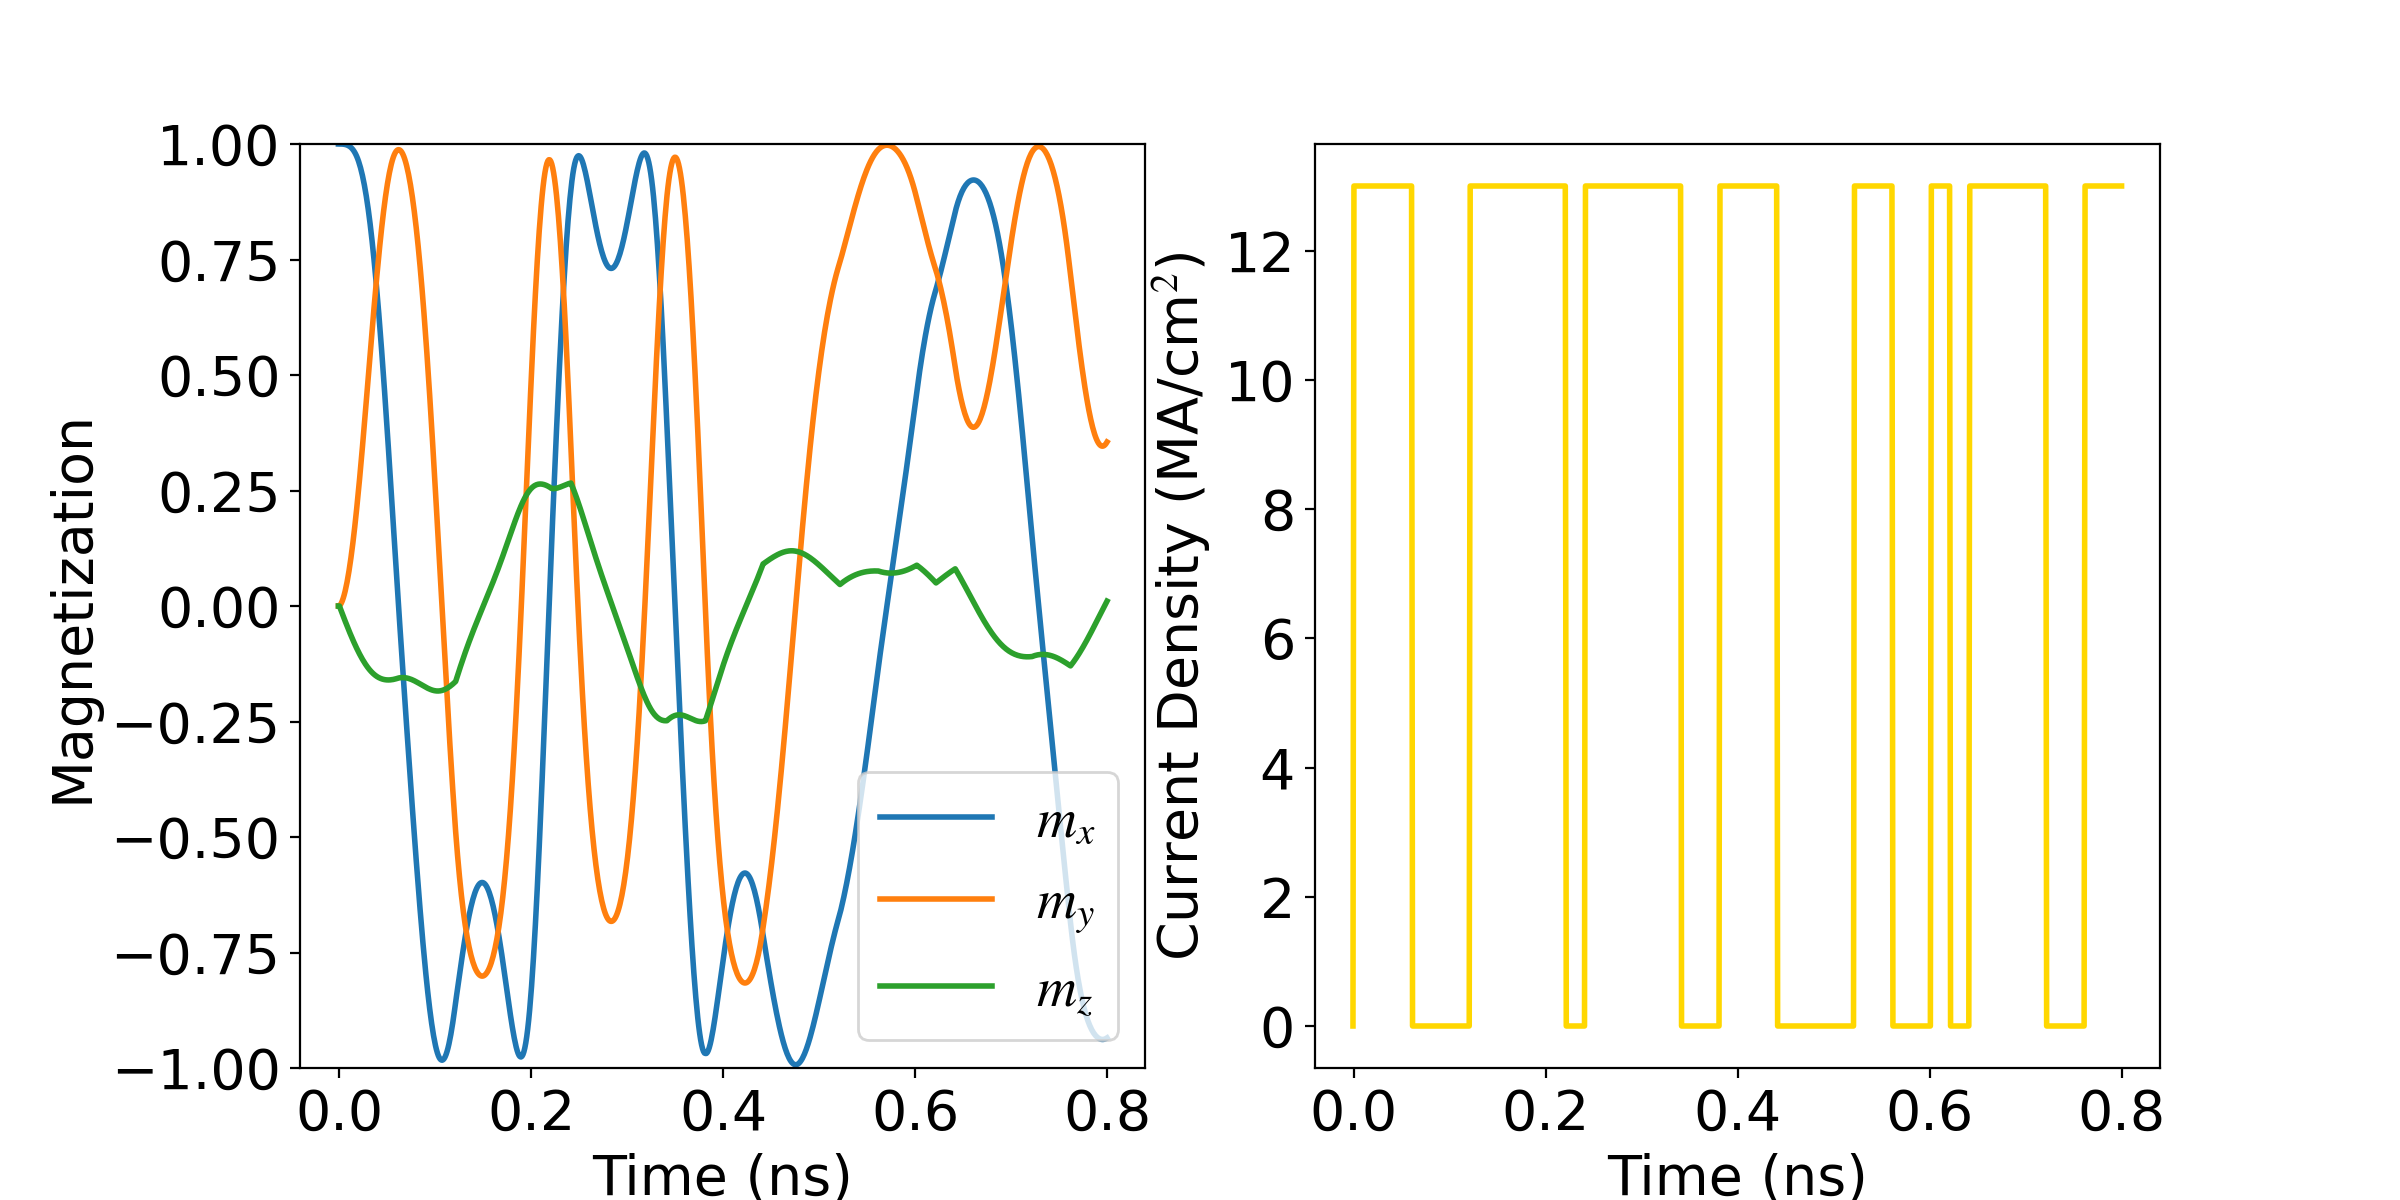 Magnetization
1.00
0.75
0.50
0.25
0.00
−0.25
−0.50
−0.75
−1.00
0.0 0.2 0.4 0.6 0.8
Time (ns)
m_x
m_y
m_z
Current Density (MA/cm²)
12
10
8
6
4
2
0
0.0 0.2 0.4 0.6 0.8
Time (ns)